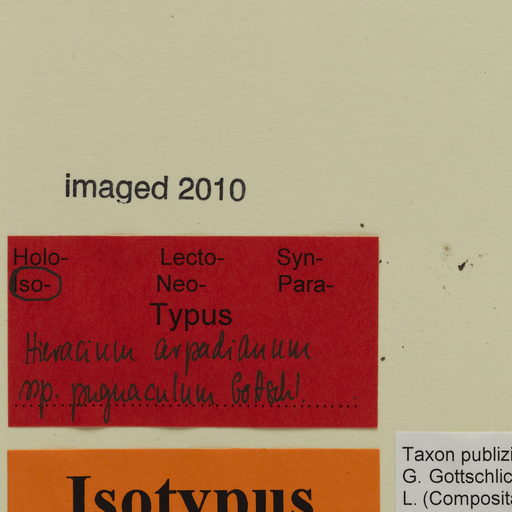 imaged 2010
Holo- Lecto- Syn-
Iso- Neo- Para-
Typus
Hieracium arpadianum
ssp. pugnaculum Gottschl.
Isotypus
Taxon publizi
G. Gottschlic
L. (Composita